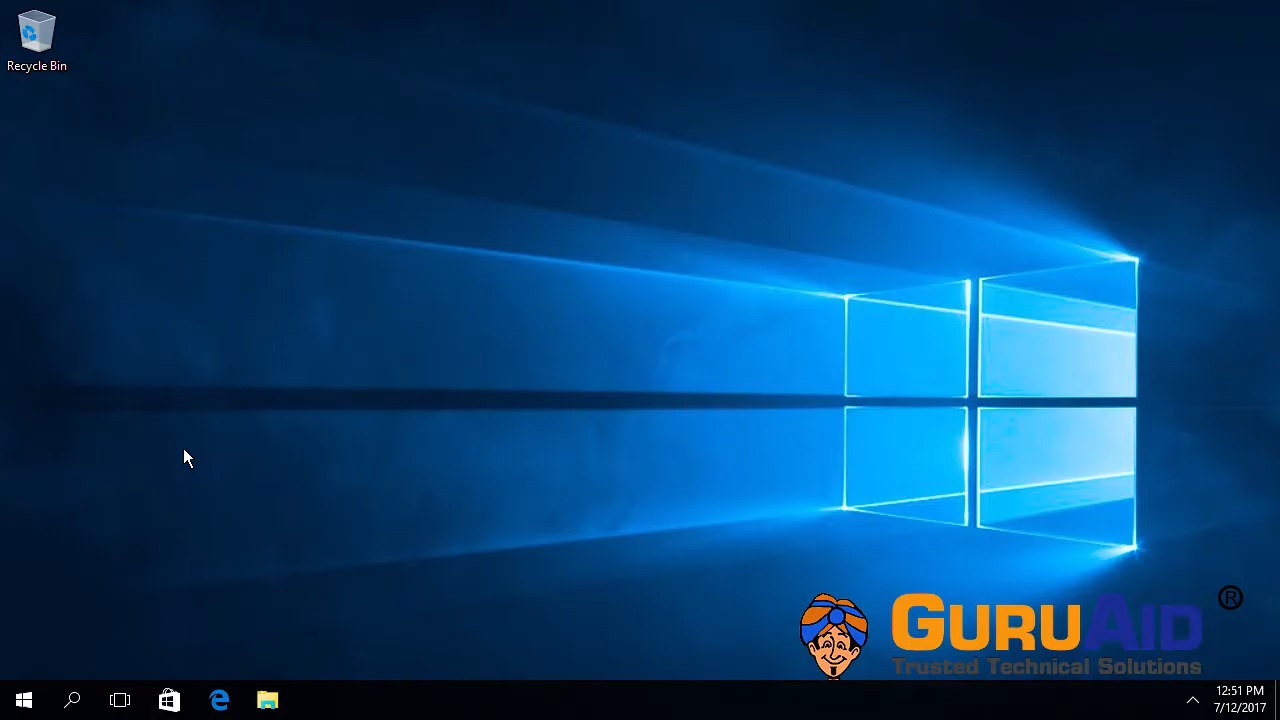 Recycle Bin
GURUAID ®
Trusted Technical Solutions
12:51 PM
7/12/2017